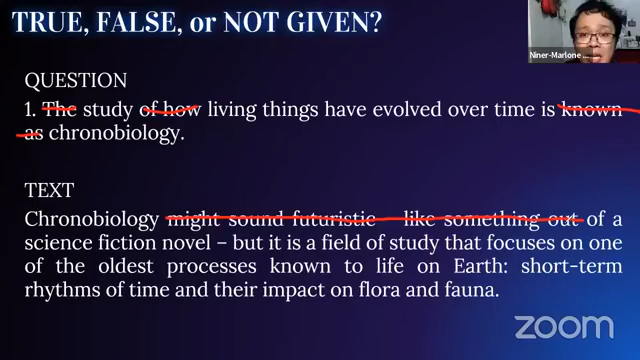 TRUE, FALSE, or NOT GIVEN?
Niner-Marlone
QUESTION
1. The study of how living things have evolved over time is known
as chronobiology.
TEXT
Chronobiology might sound futuristic – like something out of a
science fiction novel – but it is a field of study that focuses on one
of the oldest processes known to life on Earth: short-term
rhythms of time and their impact on flora and fauna.
zoom